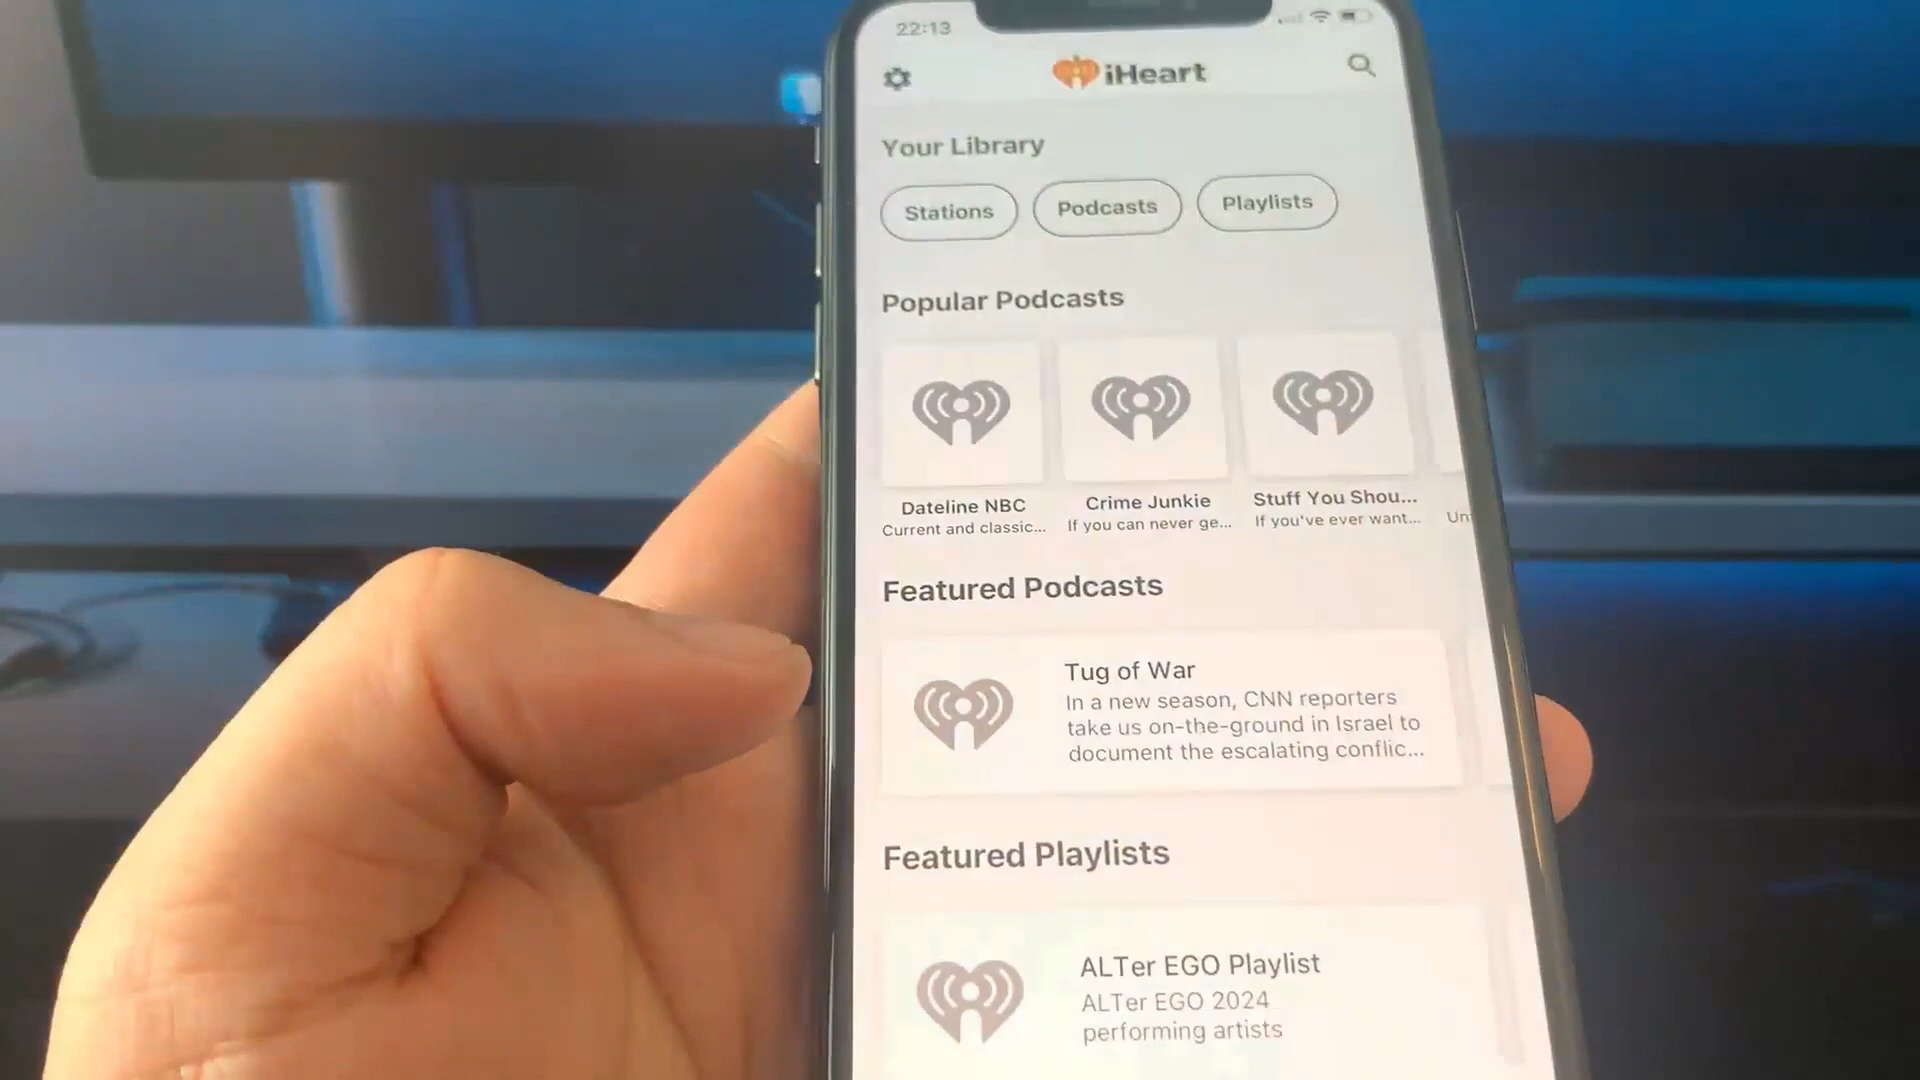 22:13
iHeart
Your Library
Stations
Podcasts
Playlists
Popular Podcasts
Dateline NBC
Crime Junkie
Stuff You Shou...
Current and classic...
If you can never ge...
If you've ever want...
Un
Featured Podcasts
Tug of War
In a new season, CNN reporters
take us on-the-ground in Israel to
document the escalating conflic...
Featured Playlists
ALTer EGO Playlist
ALTer EGO 2024
performing artists